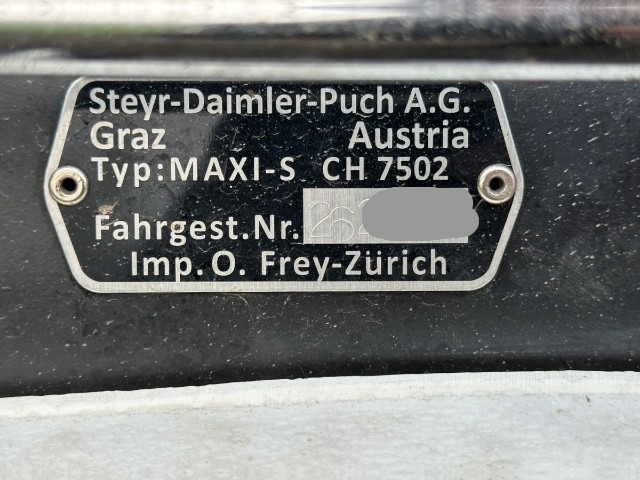 Steyr-Daimler-Puch A.G.
Graz Austria
Typ:MAXI-S CH 7502
Fahrgest.Nr.
Imp.O. Frey-Zürich